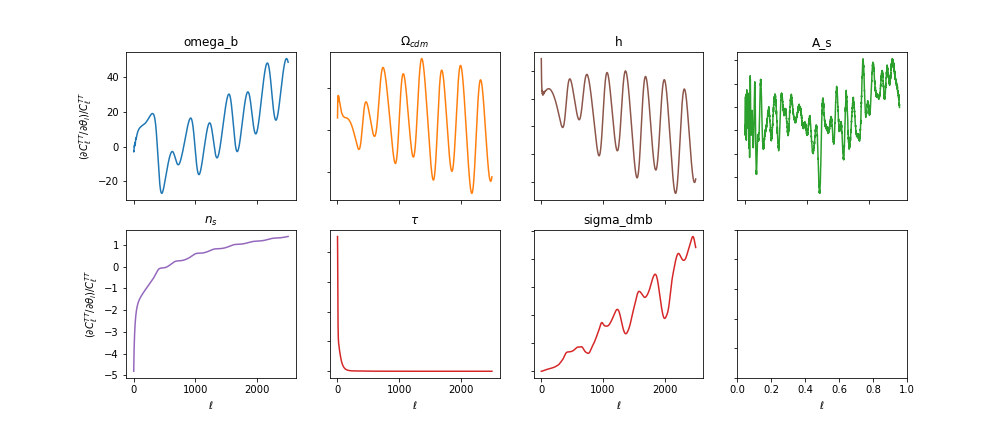 omega_b
Ω_cdm
h
A_s
(∂C_ℓ^TT/∂θ_i)/C_ℓ^TT
40
20
0
−20
n_s
τ
sigma_dmb
(∂C_ℓ^TT/∂θ_i)/C_ℓ^TT
1
0
−1
−2
−3
−4
−5
0 1000 2000
0 1000 2000
0 1000 2000
0.0 0.2 0.4 0.6 0.8 1.0
ℓ
ℓ
ℓ
ℓ